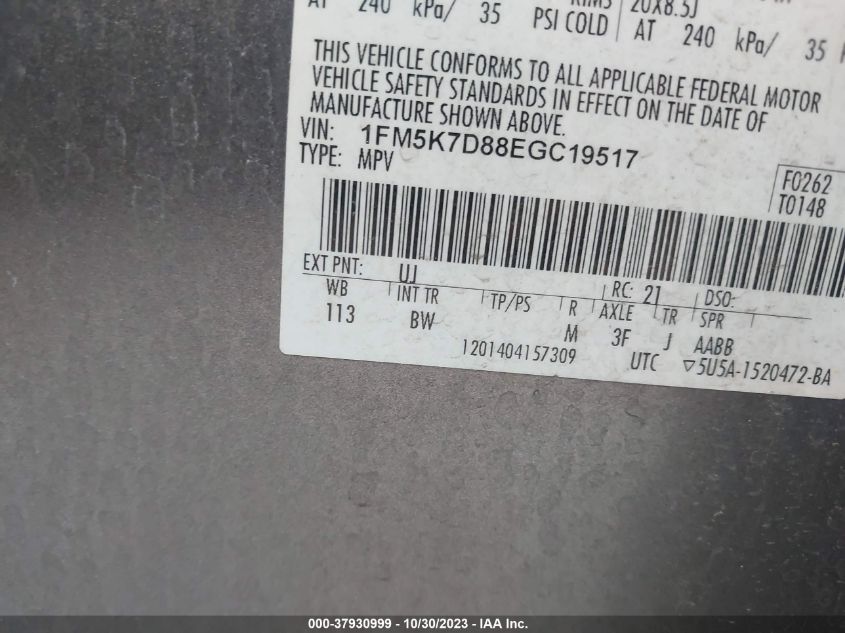 AT 240 kPa/ 35 PSI COLD
RIMS 20X8.5J
AT 240 kPa/ 35
THIS VEHICLE CONFORMS TO ALL APPLICABLE FEDERAL MOTOR
VEHICLE SAFETY STANDARDS IN EFFECT ON THE DATE OF
MANUFACTURE SHOWN ABOVE.
VIN: 1FM5K7D88EGC19517
TYPE: MPV
F0262
T0148
EXT PNT: UJ RC: 21 DSO:
WB INT TR TP/PS R AXLE TR SPR
113 BW M 3F J AABB
1201404157309 UTC ▽5U5A-1520472-BA
000-37930999 - 10/30/2023 - IAA Inc.